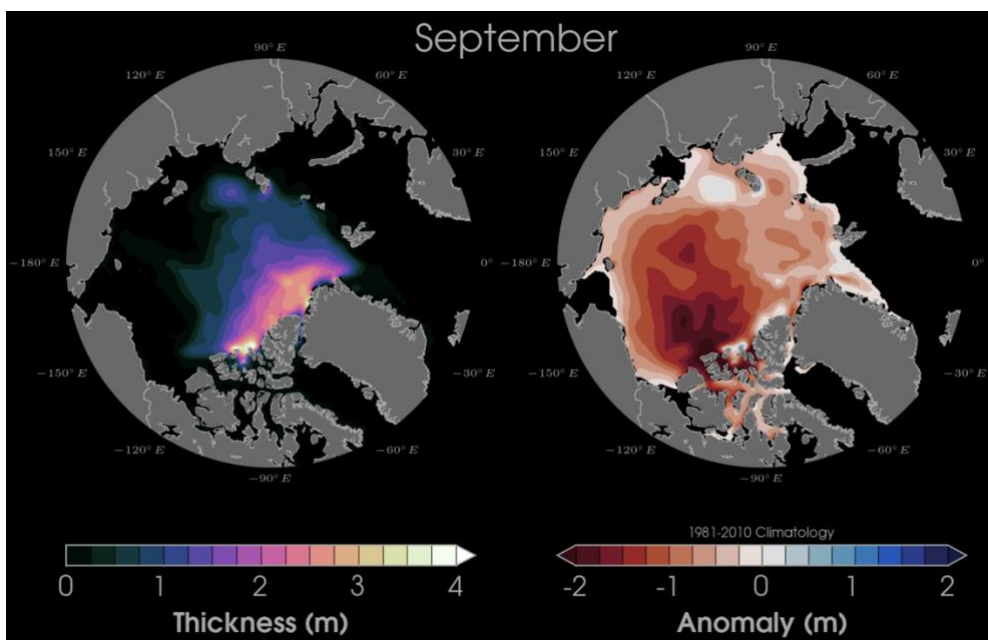 September
90° E
120° E
60° E
150° E
30° E
−180° E
0°
−150° E
−30° E
−120° E
−60° E
−90° E
0 1 2 3 4
Thickness (m)
90° E
120° E
60° E
150° E
30° E
−180° E
0°
−150° E
−30° E
−120° E
−60° E
−90° E
1981-2010 Climatology
-2 -1 0 1 2
Anomaly (m)